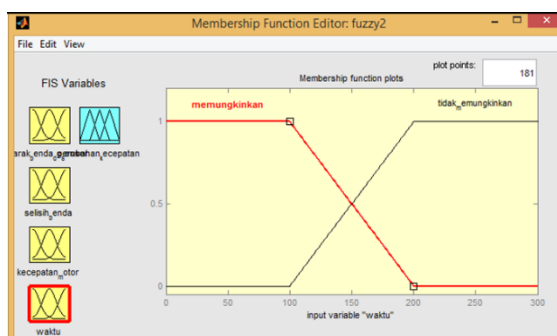 Membership Function Editor: fuzzy2
File Edit View
FIS Variables
plot points:
181
Membership function plots
memungkinkan
tidak_memungkinkan
selisih_benda
kecepatan_motor
waktu
1
0.5
0
0 50 100 150 200 250 300
input variable "waktu"